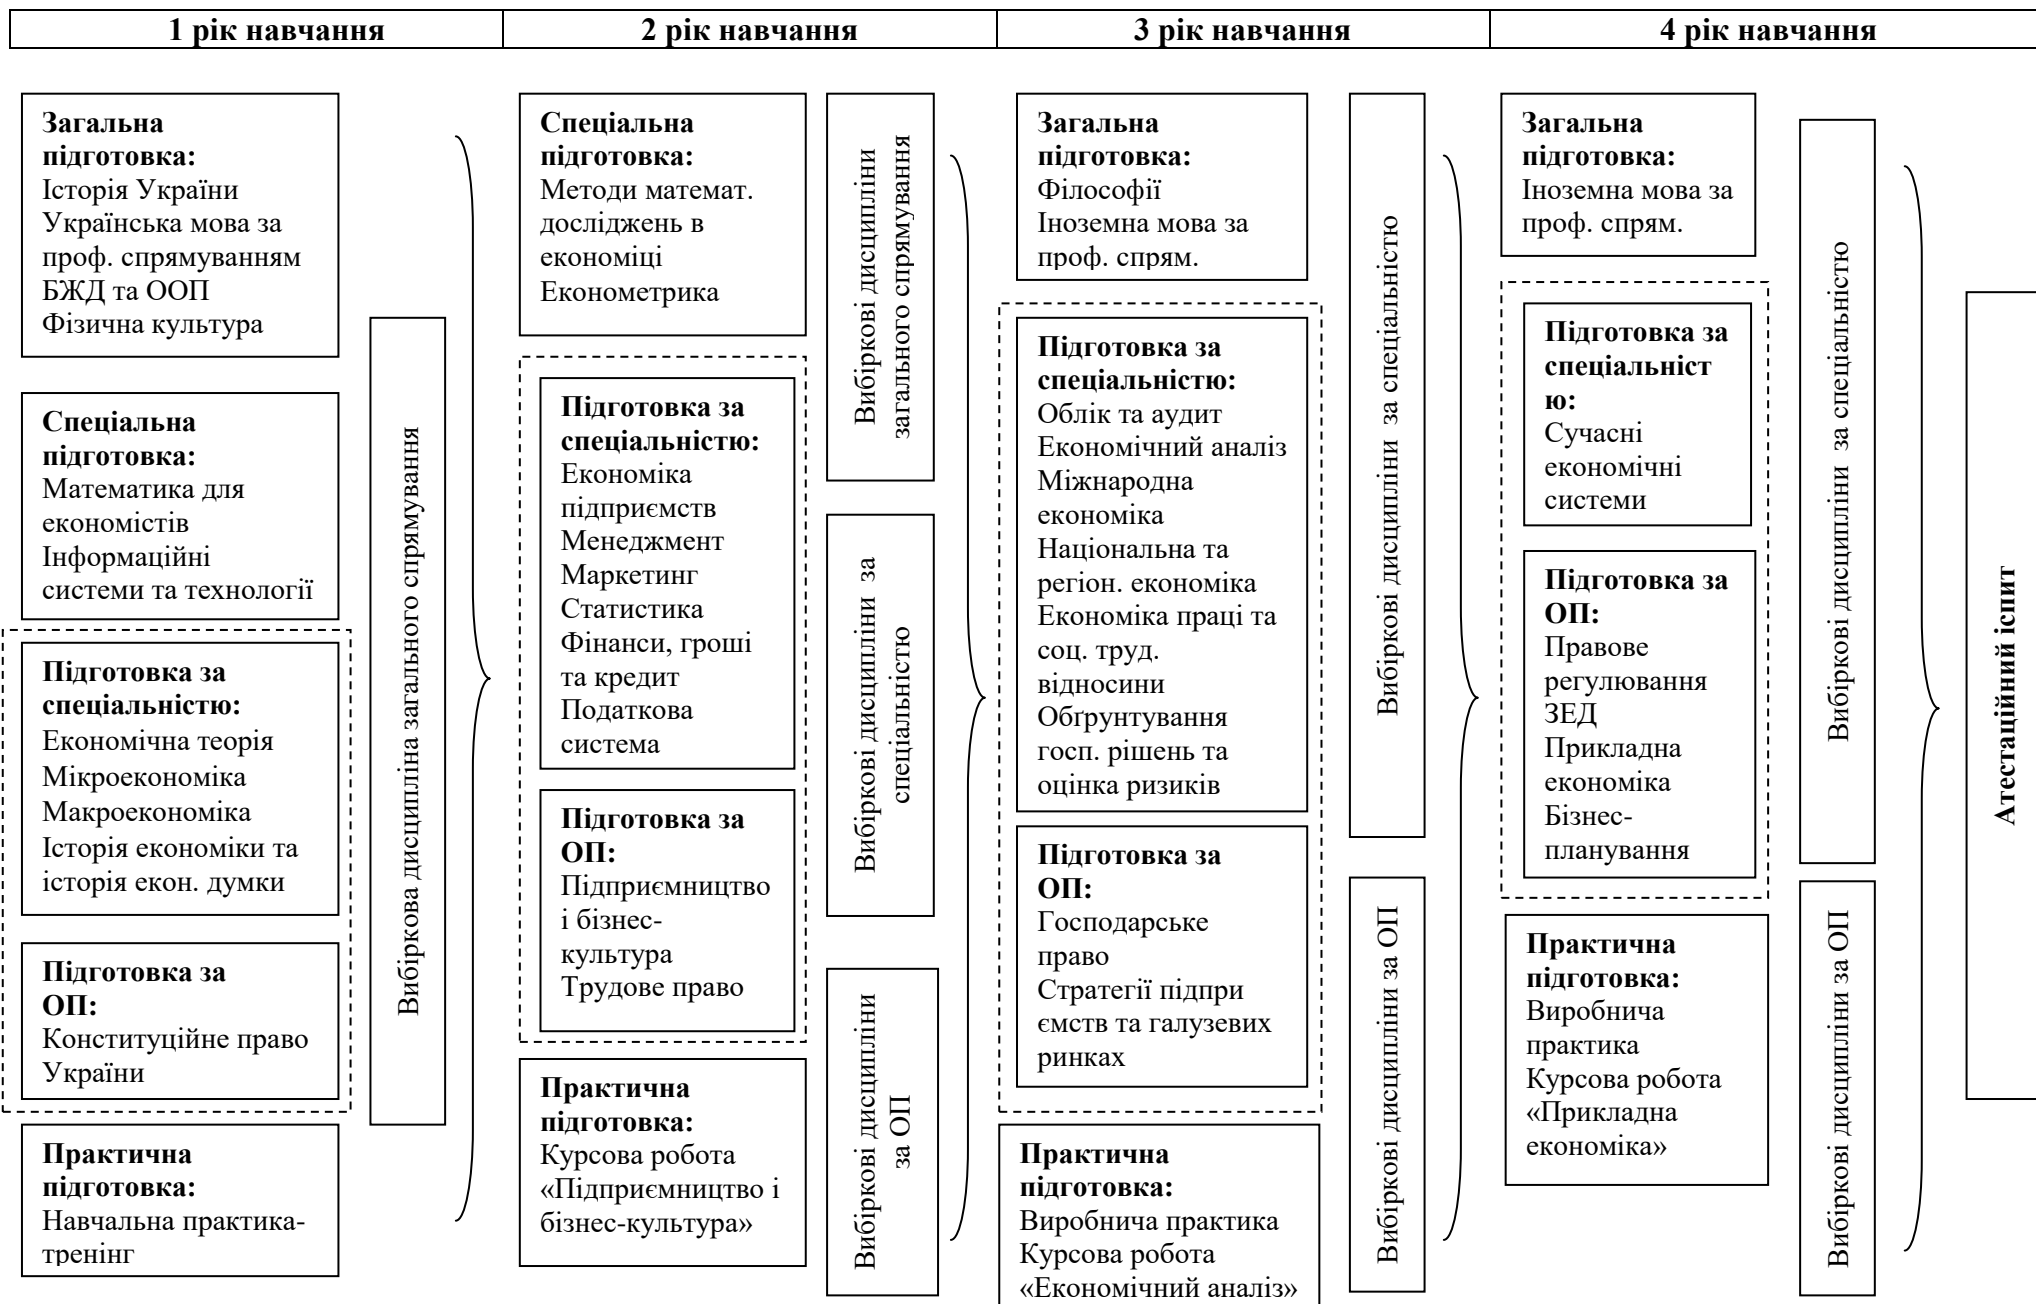 1 рік навчання
2 рік навчання
3 рік навчання
4 рік навчання
Загальна
підготовка:
Історія України
Українська мова за
проф. спрямуванням
БЖД та ООП
Фізична культура
Спеціальна
підготовка:
Математика для
економістів
Інформаційні
системи та технології
Підготовка за
спеціальністю:
Економічна теорія
Мікроекономіка
Макроекономіка
Історія економіки та
історія екон. думки
Підготовка за
ОП:
Конституційне право
України
Практична
підготовка:
Навчальна практика-
тренінг
Вибіркова дисципліна загального спрямування
Спеціальна
підготовка:
Методи математ.
досліджень в
економіці
Економетрика
Підготовка за
спеціальністю:
Економіка
підприємств
Менеджмент
Маркетинг
Статистика
Фінанси, гроші
та кредит
Податкова
система
Підготовка за
ОП:
Підприємництво
і бізнес-
культура
Трудове право
Практична
підготовка:
Курсова робота
«Підприємництво і
бізнес-культура»
Вибіркові дисципліни
загального спрямування
Вибіркові дисципліни за
спеціальністю
Вибіркові дисципліни
за ОП
Загальна
підготовка:
Філософії
Іноземна мова за
проф. спрям.
Підготовка за
спеціальністю:
Облік та аудит
Економічний аналіз
Міжнародна
економіка
Національна та
регіон. економіка
Економіка праці та
соц. труд.
відносини
Обґрунтування
госп. рішень та
оцінка ризиків
Підготовка за
ОП:
Господарське
право
Стратегії підпри
ємств та галузевих
ринках
Практична
підготовка:
Виробнича практика
Курсова робота
«Економічний аналіз»
Вибіркові дисципліни за спеціальністю
Вибіркові дисципліни за ОП
Загальна
підготовка:
Іноземна мова за
проф. спрям.
Підготовка за
спеціальніст
ю:
Сучасні
економічні
системи
Підготовка за
ОП:
Правове
регулювання
ЗЕД
Прикладна
економіка
Бізнес-
планування
Практична
підготовка:
Виробнича
практика
Курсова робота
«Прикладна
економіка»
Вибіркові дисципліни за спеціальністю
Вибіркові дисципліни за ОП
Атестаційний іспит